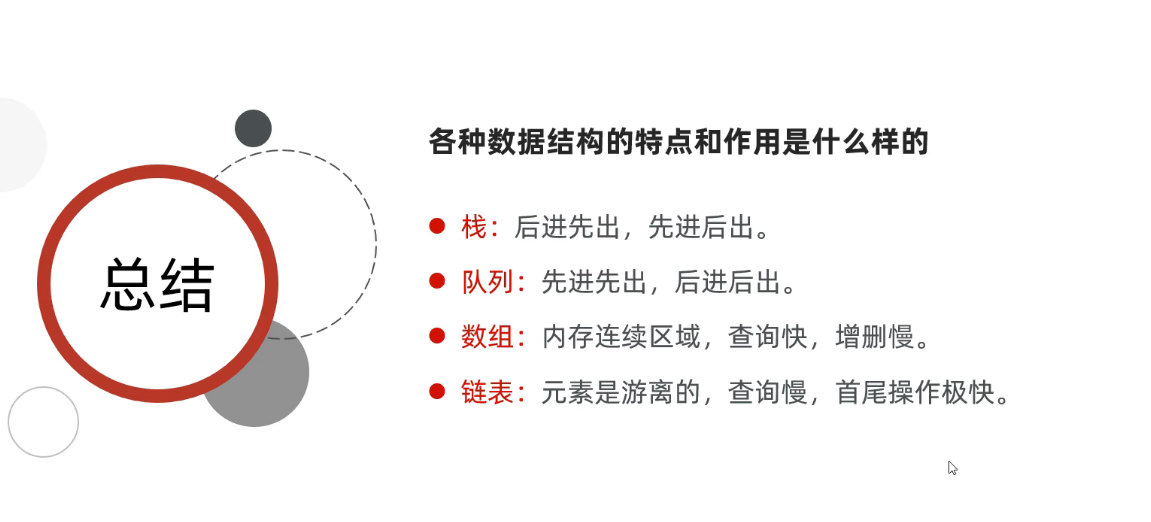 总结
各种数据结构的特点和作用是什么样的
栈：后进先出，先进后出。
队列：先进先出，后进后出。
数组：内存连续区域，查询快，增删慢。
链表：元素是游离的，查询慢，首尾操作极快。